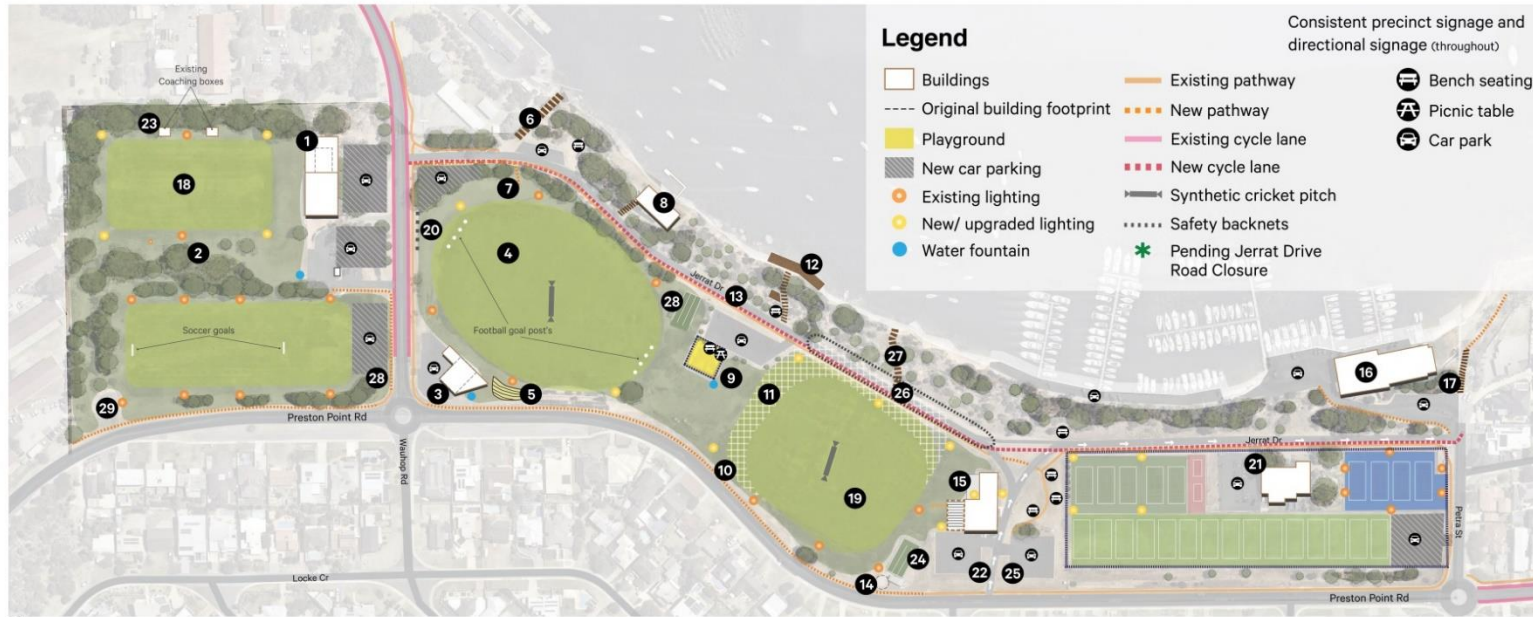 Legend
Consistent precinct signage and
directional signage (throughout)
Buildings
Original building footprint
Playground
New car parking
Existing lighting
New/ upgraded lighting
Water fountain
Existing pathway
New pathway
Existing cycle lane
New cycle lane
Synthetic cricket pitch
Safety backnets
Pending Jerrat Drive
Road Closure
Bench seating
Picnic table
Car park
Existing
Coaching boxes
23
1
18
2
Soccer goals
28
29
Preston Point Rd
Wauhop Rd
Locke Cr
6
7
8
20
4
12
Jerrat Dr
13
28
Football goal post's
9
3
5
11
27
26
10
19
15
24
14
22
25
16
17
Jerrat Dr
21
Petra St
Preston Point Rd